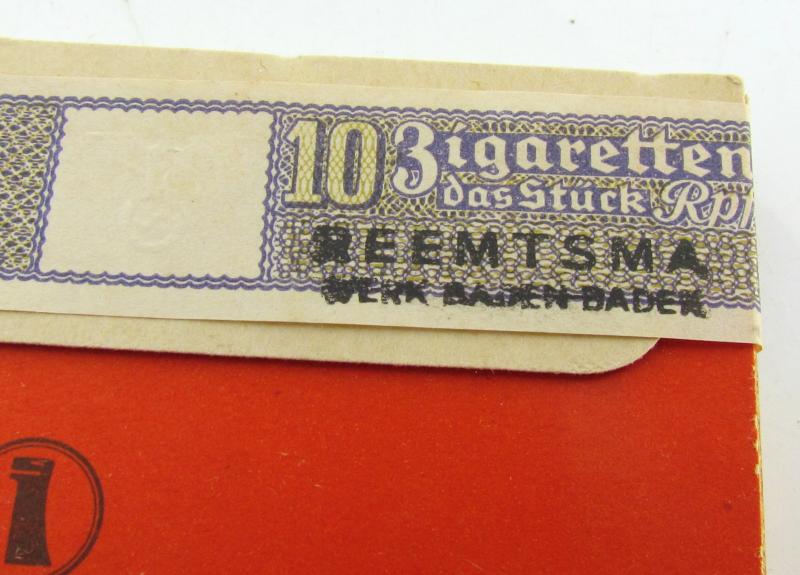 10 Zigaretten
das Stück Rpf
REEMTSMA
WERK BADEN-BADEN